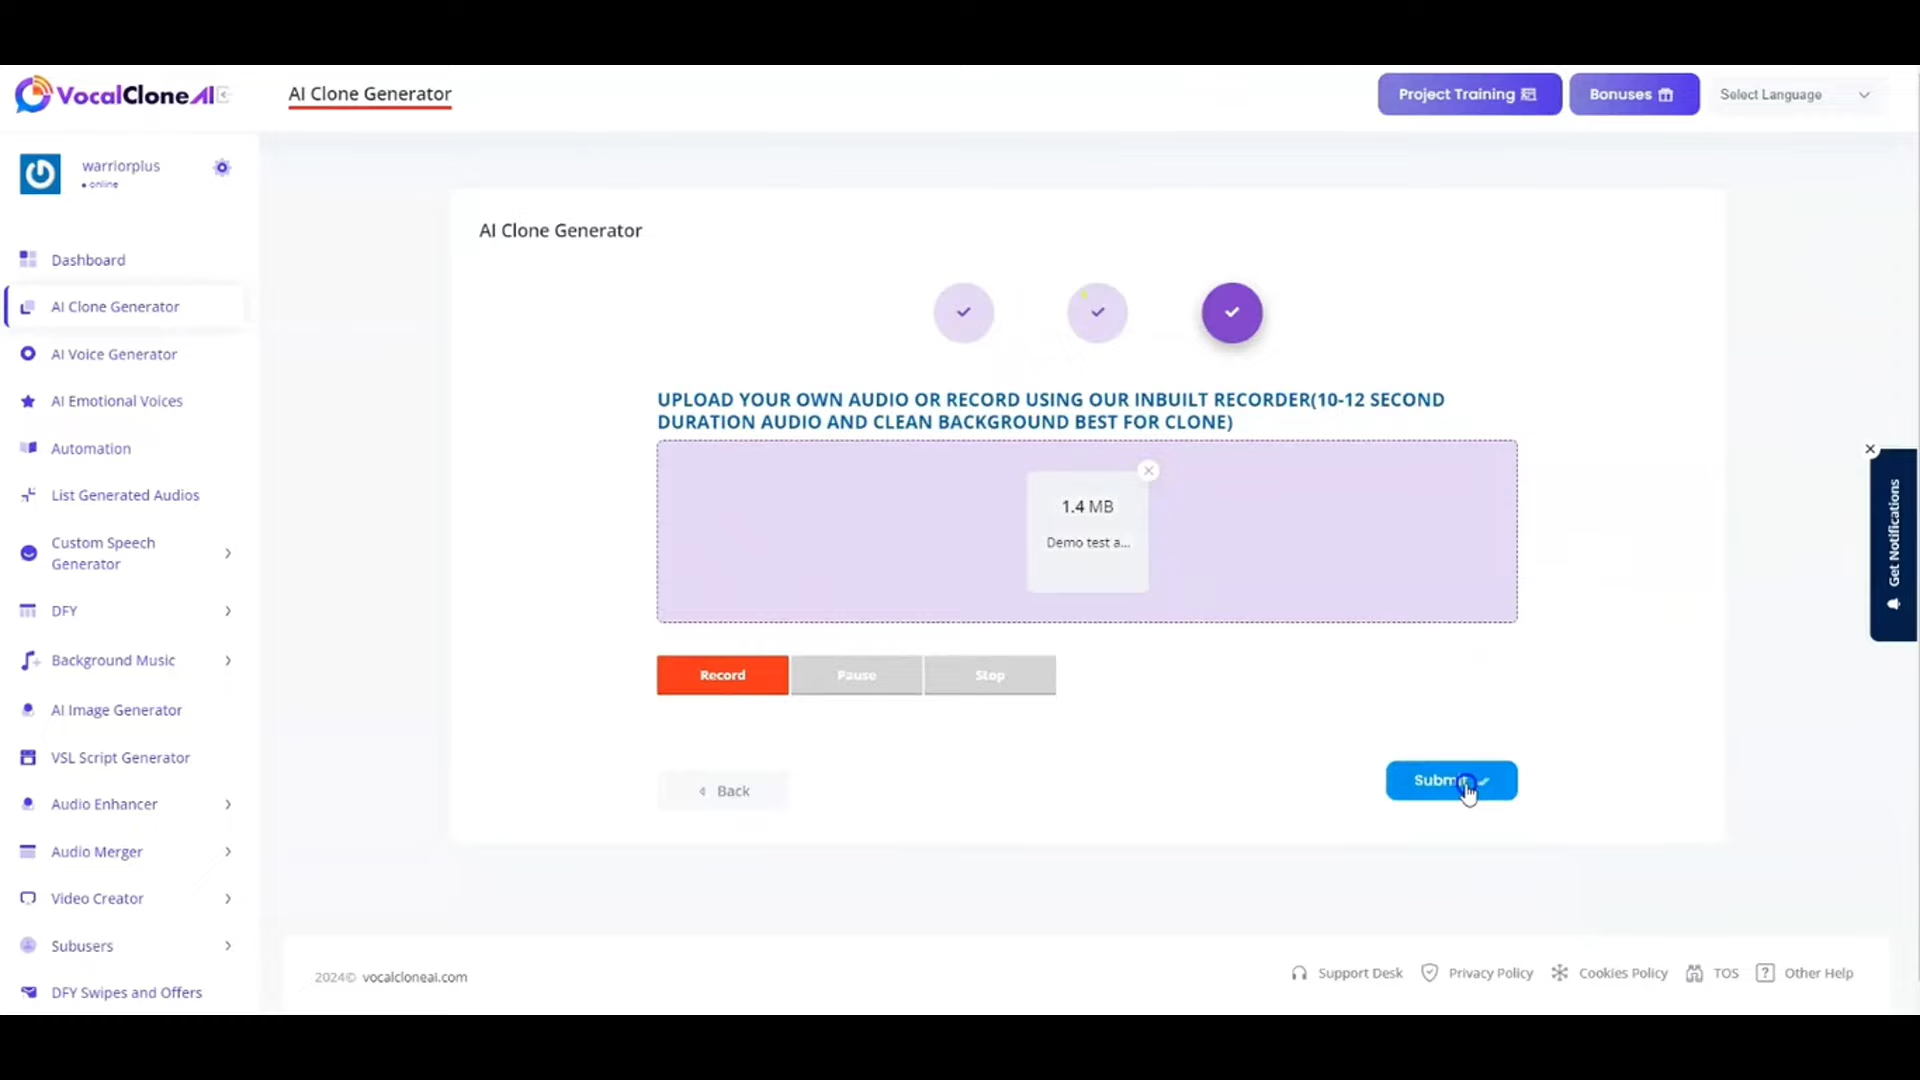 VocalCloneAI
AI Clone Generator
Project Training
Bonuses
Select Language
warriorplus
online
Dashboard
AI Clone Generator
AI Voice Generator
AI Emotional Voices
Automation
List Generated Audios
Custom Speech
Generator
DFY
Background Music
AI Image Generator
VSL Script Generator
Audio Enhancer
Audio Merger
Video Creator
Subusers
DFY Swipes and Offers
AI Clone Generator
UPLOAD YOUR OWN AUDIO OR RECORD USING OUR INBUILT RECORDER(10-12 SECOND
DURATION AUDIO AND CLEAN BACKGROUND BEST FOR CLONE)
1.4 MB
Demo test a...
Record
Pause
Stop
Back
Submit
Get Notifications
2024© vocalcloneai.com
Support Desk
Privacy Policy
Cookies Policy
TOS
Other Help